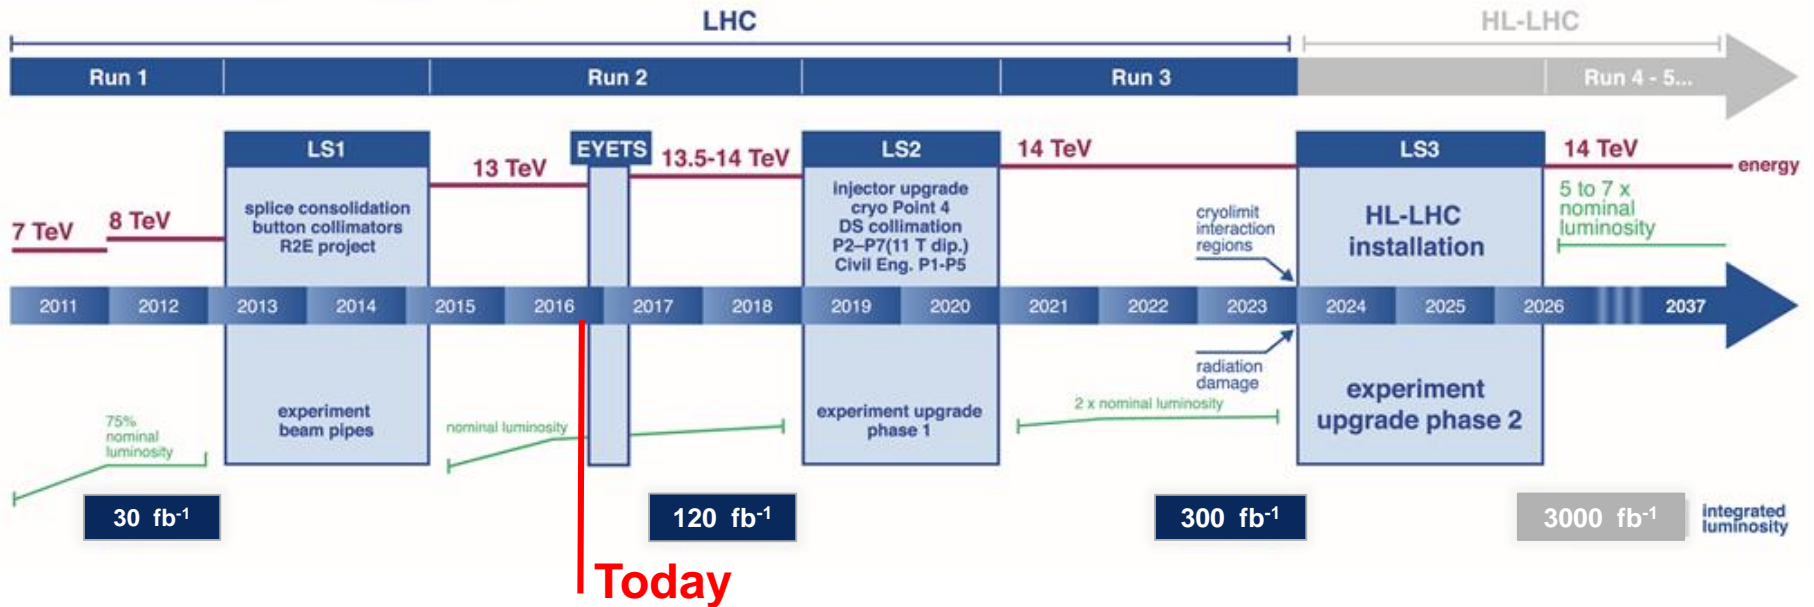 LHC
HL-LHC
Run 1
Run 2
Run 3
Run 4 - 5...
LS1
EYETS
LS2
LS3
7 TeV
8 TeV
13 TeV
13.5-14 TeV
14 TeV
14 TeV
energy
splice consolidation
button collimators
R2E project
injector upgrade
cryo Point 4
DS collimation
P2–P7(11 T dip.)
Civil Eng. P1-P5
cryolimit
interaction
regions
HL-LHC
installation
5 to 7 x
nominal
luminosity
2011
2012
2013
2014
2015
2016
2017
2018
2019
2020
2021
2022
2023
2024
2025
2026
2037
75%
nominal
luminosity
experiment
beam pipes
nominal luminosity
experiment upgrade
phase 1
2 x nominal luminosity
radiation
damage
experiment
upgrade phase 2
30 fb⁻¹
120 fb⁻¹
300 fb⁻¹
3000 fb⁻¹
integrated
luminosity
Today